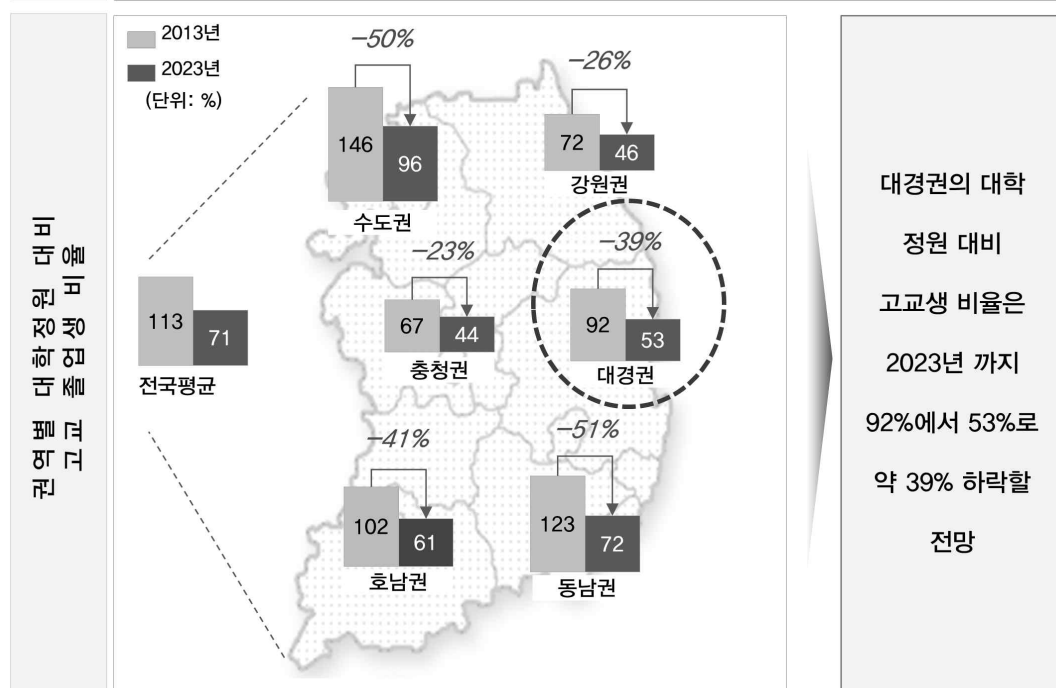 권역별 대학정원 대비
고교 졸업생 비율
2013년
2023년
(단위: %)
-50%
146
96
수도권
-26%
72
46
강원권
-23%
67
44
충청권
-39%
92
53
대경권
113
71
전국평균
-41%
102
61
호남권
-51%
123
72
동남권
대경권의 대학
정원 대비
고교생 비율은
2023년 까지
92%에서 53%로
약 39% 하락할
전망